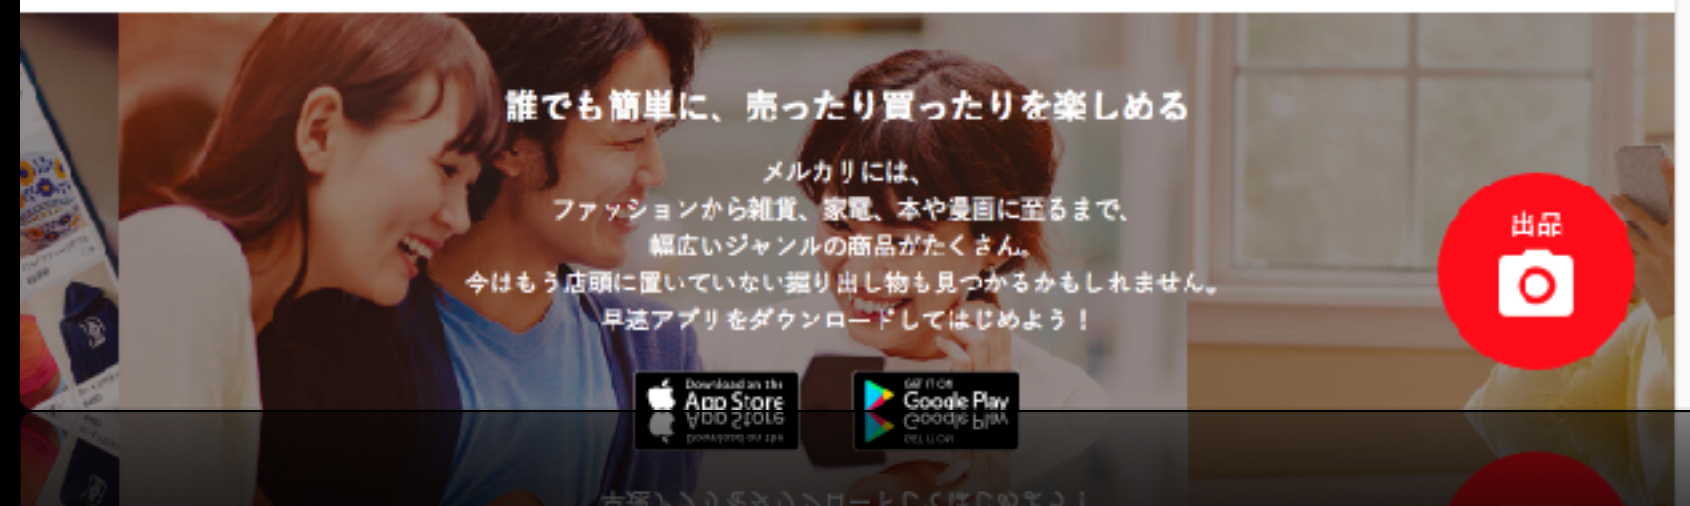 誰でも簡単に、売ったり買ったりを楽しめる
メルカリには、
ファッションから雑貨、家電、本や漫画に至るまで、
幅広いジャンルの商品がたくさん。
今はもう店頭に置いていない掘り出し物も見つかるかもしれません。
早速アプリをダウンロードしてはじめよう！
出品
Download on the
App Store
GET IT ON
Google Play